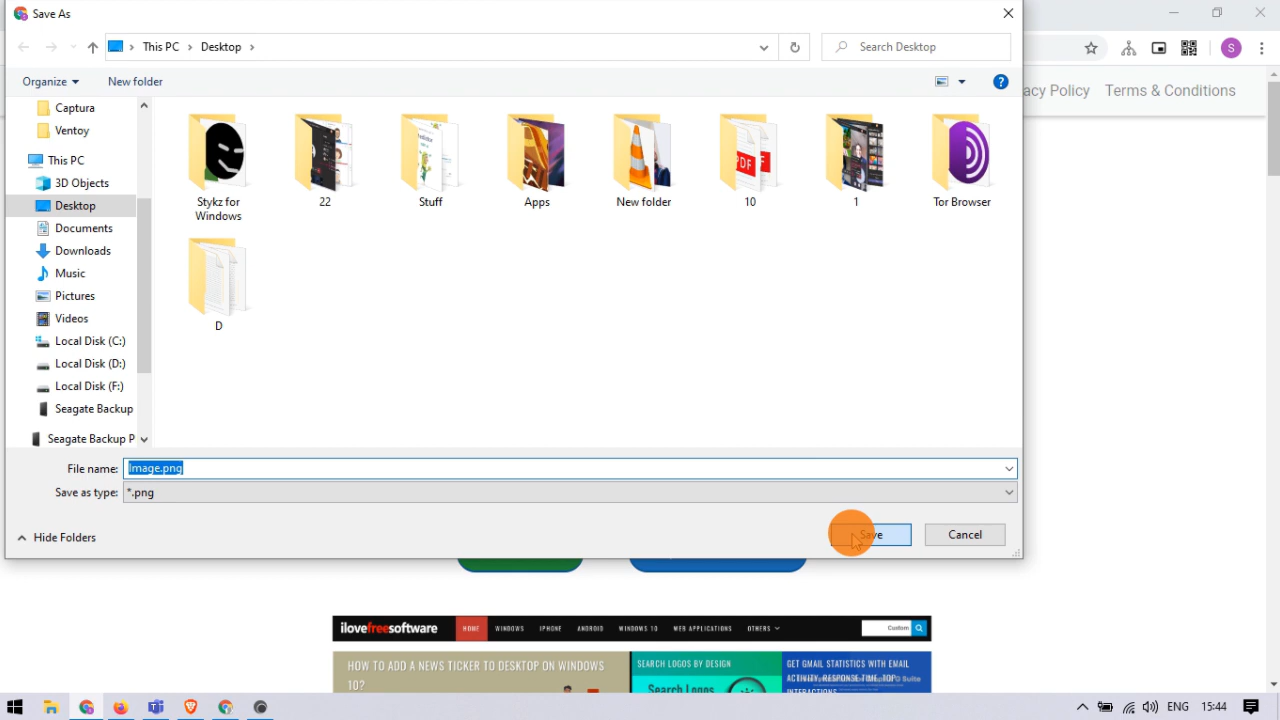 Save As
This PC
Desktop
Search Desktop
Organize
New folder
Captura
Ventoy
This PC
3D Objects
Desktop
Documents
Downloads
Music
Pictures
Videos
Local Disk (C:)
Local Disk (D:)
Local Disk (F:)
Seagate Backup
Seagate Backup P
Stykz for
Windows
22
Stuff
Apps
New folder
PDF
10
1
Tor Browser
D
File name: Image.png
Save as type: *.png
Hide Folders
Save
Cancel
S
acy Policy Terms & Conditions
ilovefreesoftware
HOME WINDOWS IPHONE ANDROID WINDOWS 10 WEB APPLICATIONS OTHERS
Custom
HOW TO ADD A NEWS TICKER TO DESKTOP ON WINDOWS
10?
SEARCH LOGOS BY DESIGN
Search Logos
GET GMAIL STATISTICS WITH EMAIL
ACTIVITY, RESPONSE TIME, TOP
INTERACTIONS
ENG 15:44